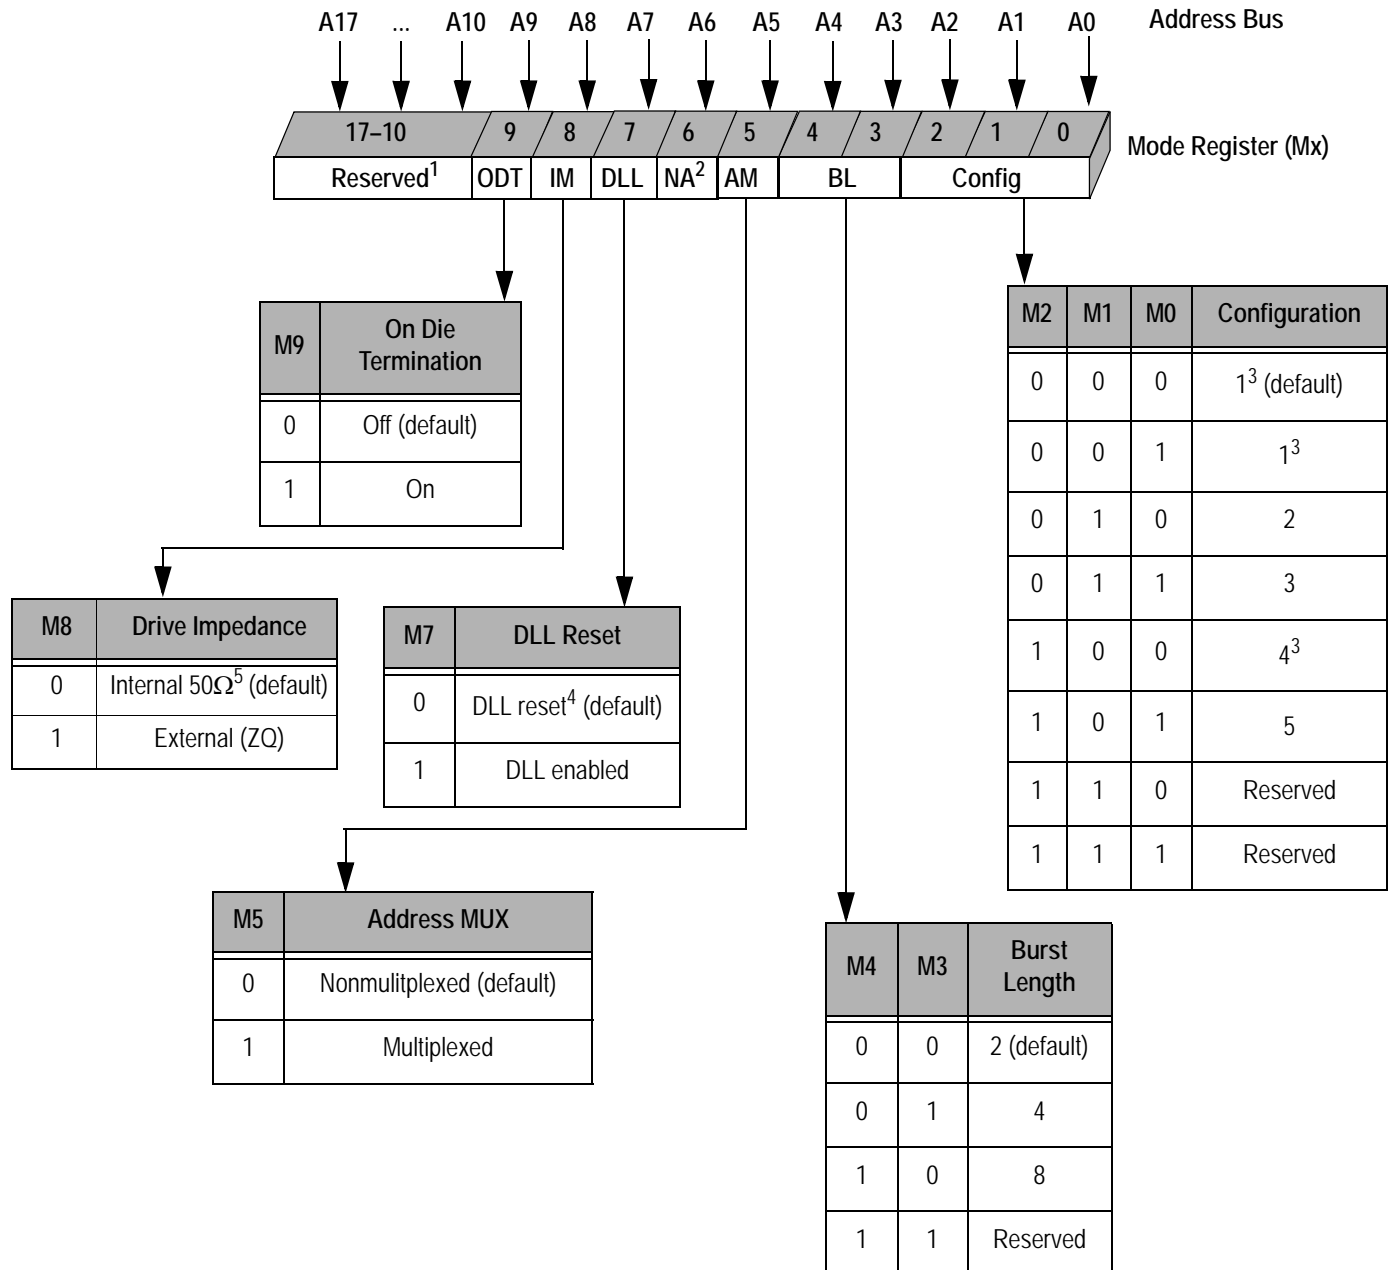 A17 ... A10 A9 A8 A7 A6 A5 A4 A3 A2 A1 A0 Address Bus
17–10 9 8 7 6 5 4 3 2 1 0 Mode Register (Mx)
Reserved1 ODT IM DLL NA2 AM BL Config
M9 On Die Termination
0 Off (default)
1 On
M2 M1 M0 Configuration
0 0 0 13 (default)
0 0 1 13
0 1 0 2
0 1 1 3
1 0 0 43
1 0 1 5
1 1 0 Reserved
1 1 1 Reserved
M8 Drive Impedance
0 Internal 50Ω5 (default)
1 External (ZQ)
M7 DLL Reset
0 DLL reset4 (default)
1 DLL enabled
M5 Address MUX
0 Nonmulitplexed (default)
1 Multiplexed
M4 M3 Burst Length
0 0 2 (default)
0 1 4
1 0 8
1 1 Reserved